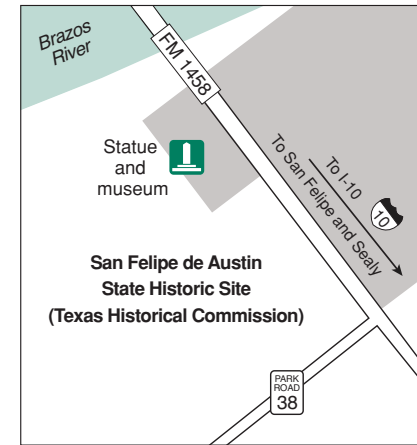 Brazos
River
FM 1458
Statue
and
museum
To I-10
10
To San Felipe and Sealy
San Felipe de Austin
State Historic Site
(Texas Historical Commission)
PARK
ROAD
38